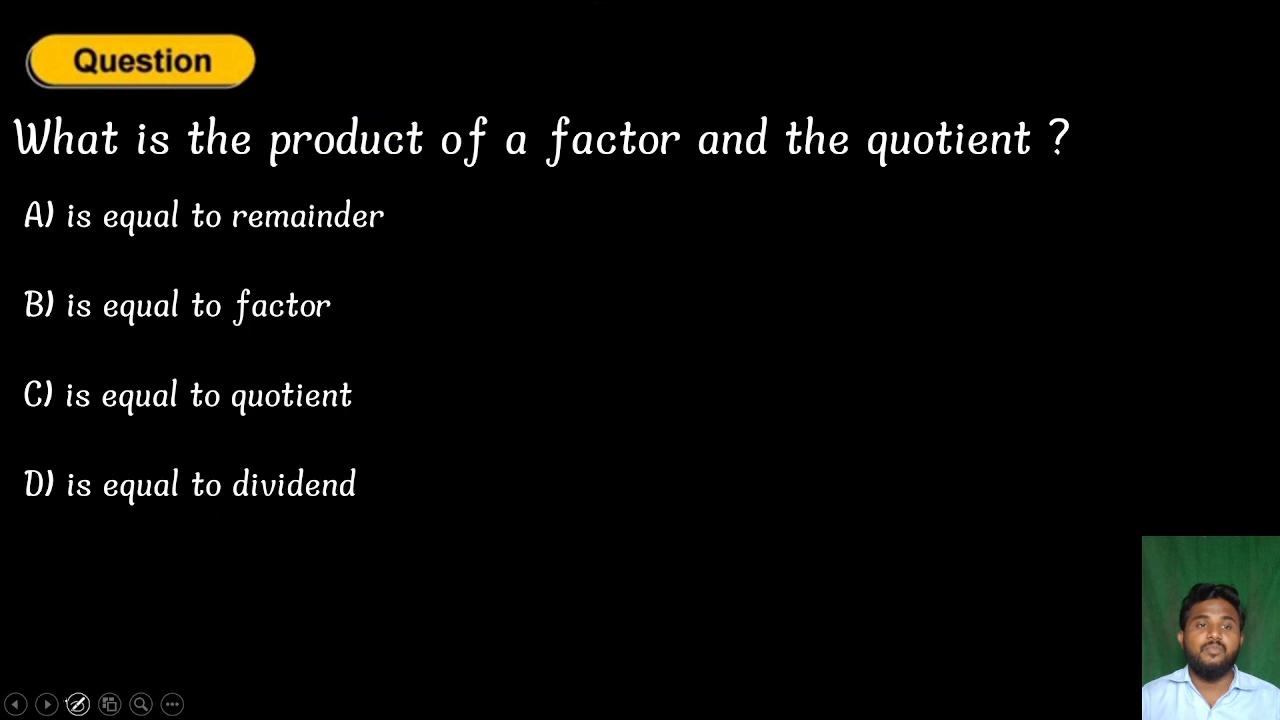 Question
What is the product of a factor and the quotient ?
A) is equal to remainder
B) is equal to factor
C) is equal to quotient
D) is equal to dividend